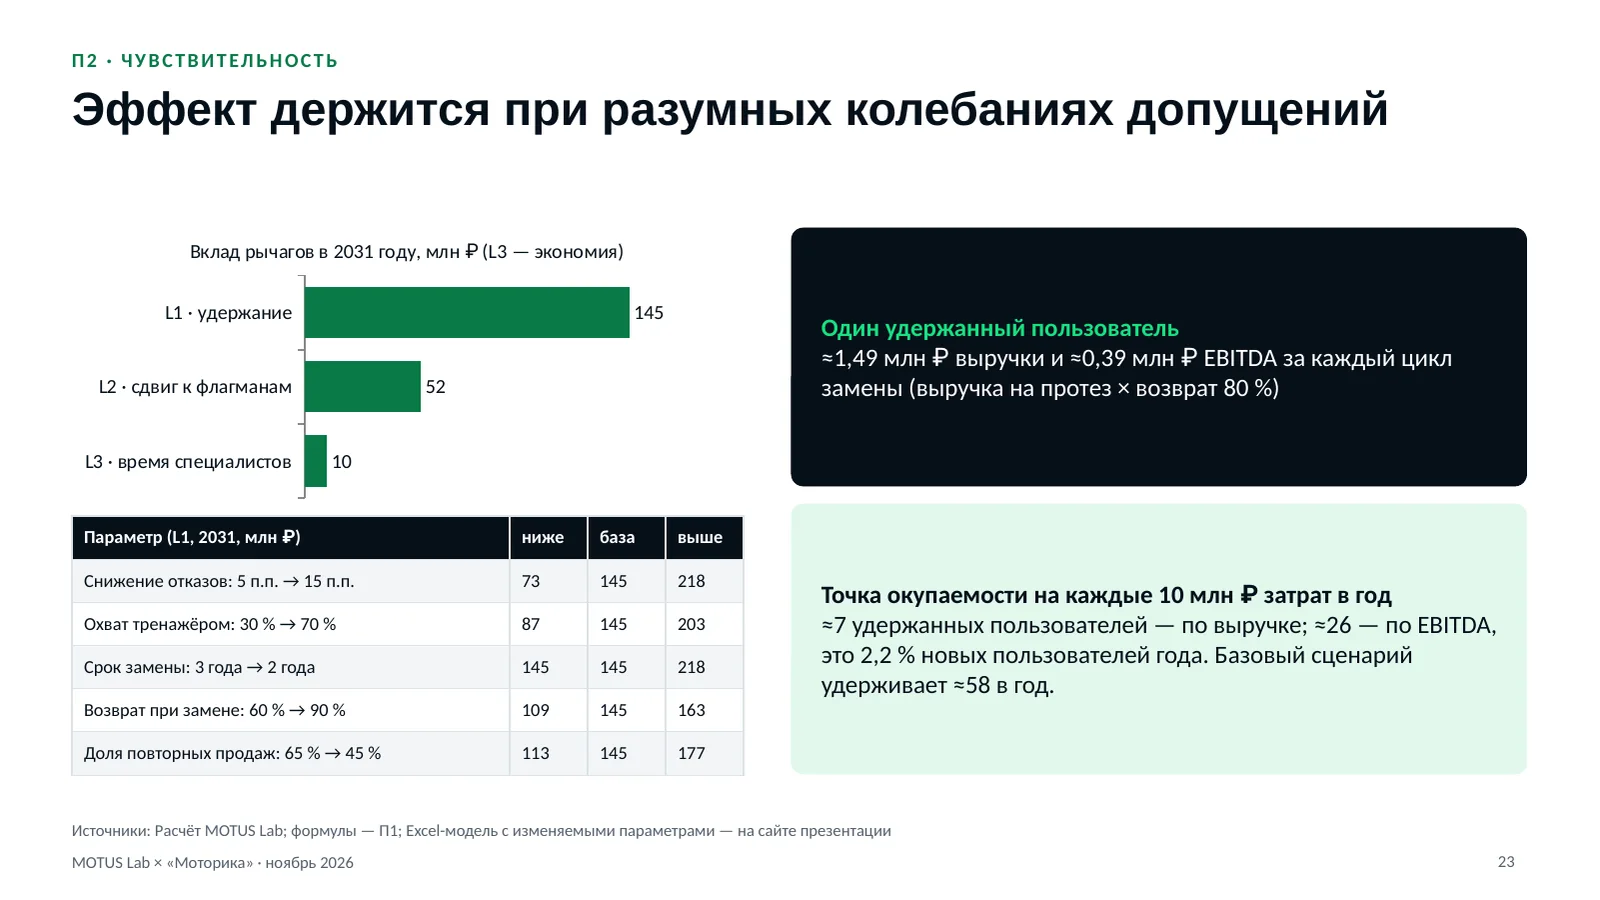 П2 · ЧУВСТВИТЕЛЬНОСТЬ
Эффект держится при разумных колебаниях допущений
Вклад рычагов в 2031 году, млн ₽ (L3 — экономия)
L1 · удержание 145
L2 · сдвиг к флагманам 52
L3 · время специалистов 10
Параметр (L1, 2031, млн ₽) ниже база выше
Снижение отказов: 5 п.п. → 15 п.п. 73 145 218
Охват тренажёром: 30 % → 70 % 87 145 203
Срок замены: 3 года → 2 года 145 145 218
Возврат при замене: 60 % → 90 % 109 145 163
Доля повторных продаж: 65 % → 45 % 113 145 177
Один удержанный пользователь
≈1,49 млн ₽ выручки и ≈0,39 млн ₽ EBITDA за каждый цикл
замены (выручка на протез × возврат 80 %)
Точка окупаемости на каждые 10 млн ₽ затрат в год
≈7 удержанных пользователей — по выручке; ≈26 — по EBITDA,
это 2,2 % новых пользователей года. Базовый сценарий
удерживает ≈58 в год.
Источники: Расчёт MOTUS Lab; формулы — П1; Excel-модель с изменяемыми параметрами — на сайте презентации
MOTUS Lab × «Моторика» · ноябрь 2026
23